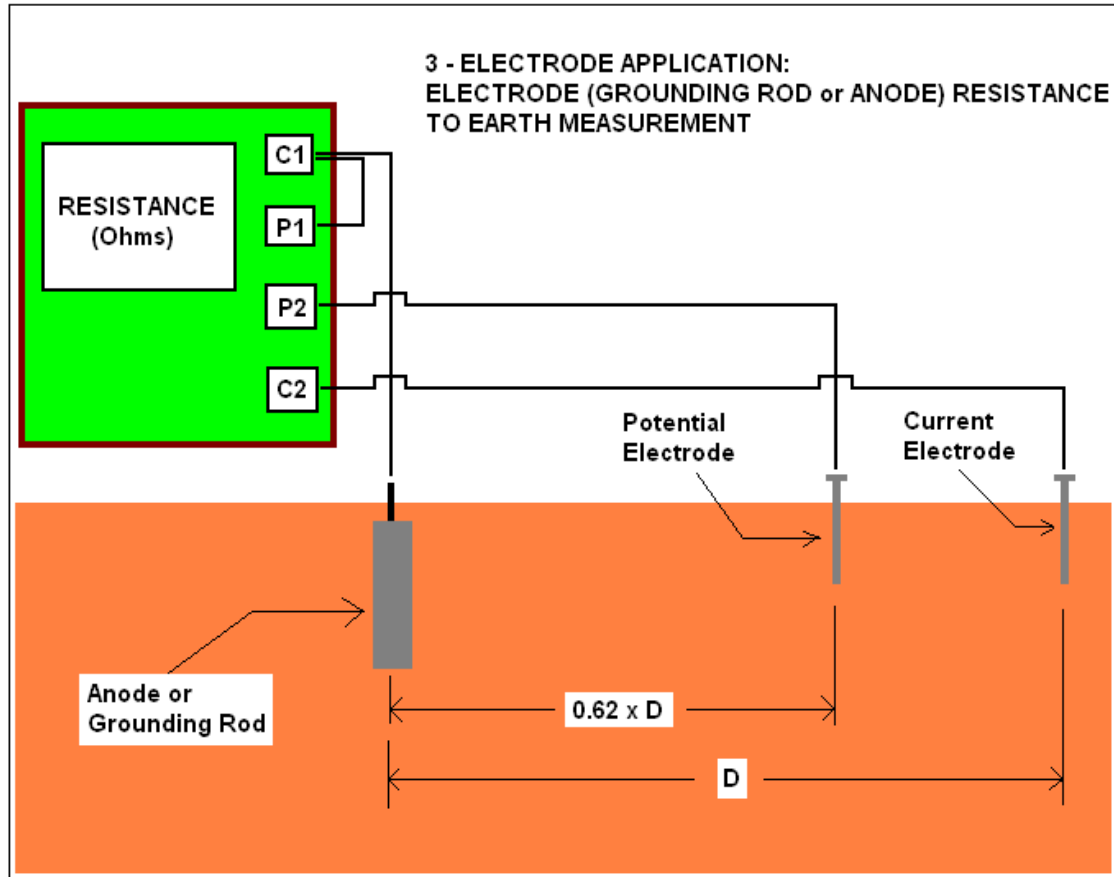 3 - ELECTRODE APPLICATION:
ELECTRODE (GROUNDING ROD or ANODE) RESISTANCE
TO EARTH MEASUREMENT
C1
RESISTANCE
(Ohms)
P1
P2
C2
Potential
Electrode
Current
Electrode
Anode or
Grounding Rod
0.62 x D
D